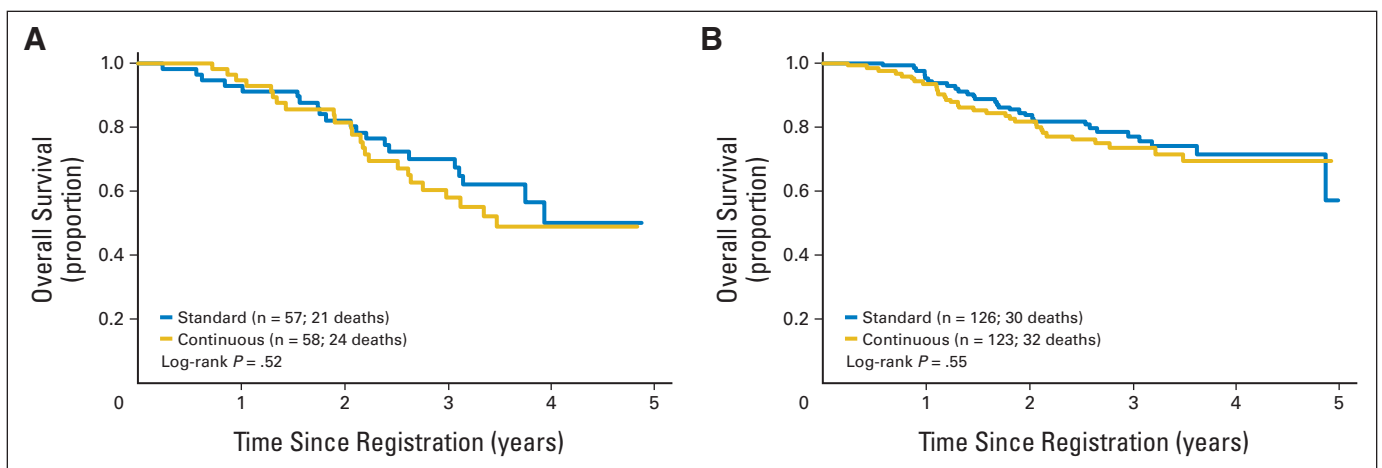 A
Overall Survival
(proportion)
1.0
0.8
0.6
0.4
0.2
0
1
2
3
4
5
Standard (n = 57; 21 deaths)
Continuous (n = 58; 24 deaths)
Log-rank P = .52
Time Since Registration (years)
B
Overall Survival
(proportion)
1.0
0.8
0.6
0.4
0.2
0
1
2
3
4
5
Standard (n = 126; 30 deaths)
Continuous (n = 123; 32 deaths)
Log-rank P = .55
Time Since Registration (years)